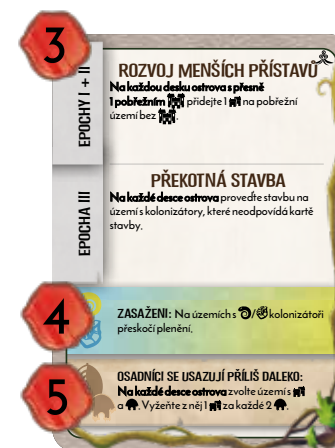 3
EPOCHY I + II
ROZVOJ MENŠÍCH PŘÍSTAVŮ
Na každou desku ostrova s přesně
1 pobřežním přidejte 1 na pobřežní
území bez .
EPOCHA III
PŘEKOTNÁ STAVBA
Na každé desce ostrova proveďte stavbu na
území s kolonizátory, které neodpovídá kartě
stavby.
4
ZASAŽENI: Na územích s / kolonizátoři
přeskočí plenění.
5
OSADNÍCI SE USAZUJÍ PŘÍLIŠ DALEKO:
Na každé desce ostrova zvolte území s
a . Vyžeňte z něj 1 za každé 2 .